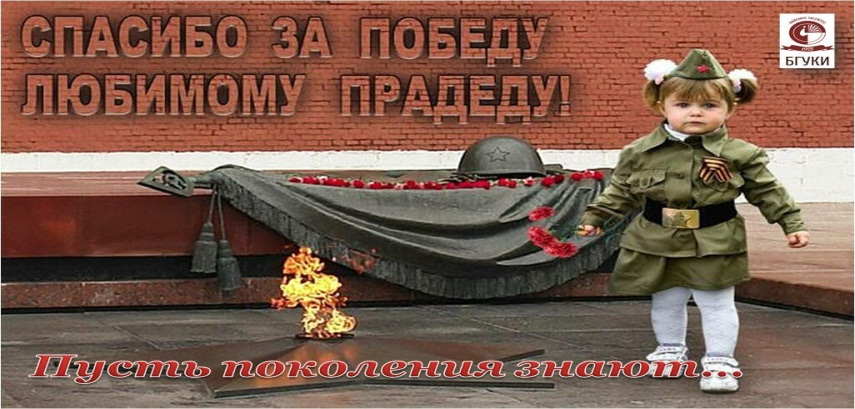 СПАСИБО ЗА ПОБЕДУ
ЛЮБИМОМУ ПРАДЕДУ!
БГУКИ
Пусть поколения знают...